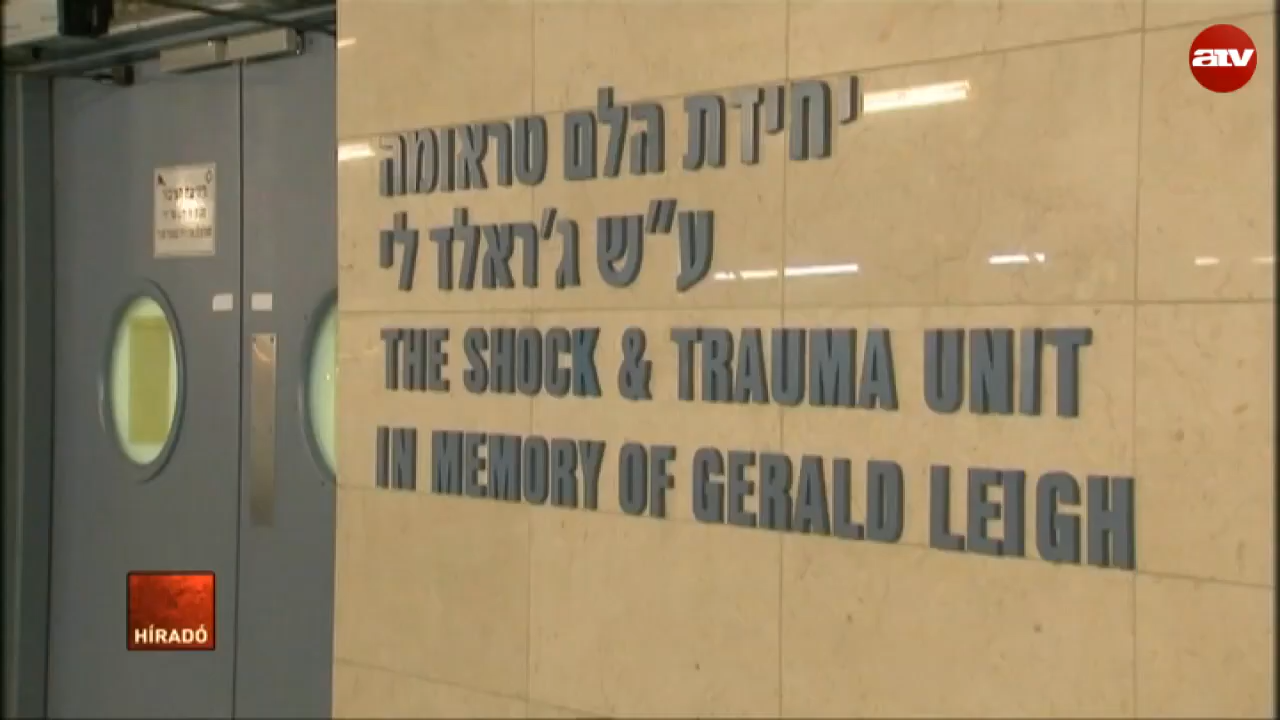 יחידת הלם טראומה
ע״ש ג׳ראלד לי
THE SHOCK & TRAUMA UNIT
IN MEMORY OF GERALD LEIGH
atv
HÍRADÓ